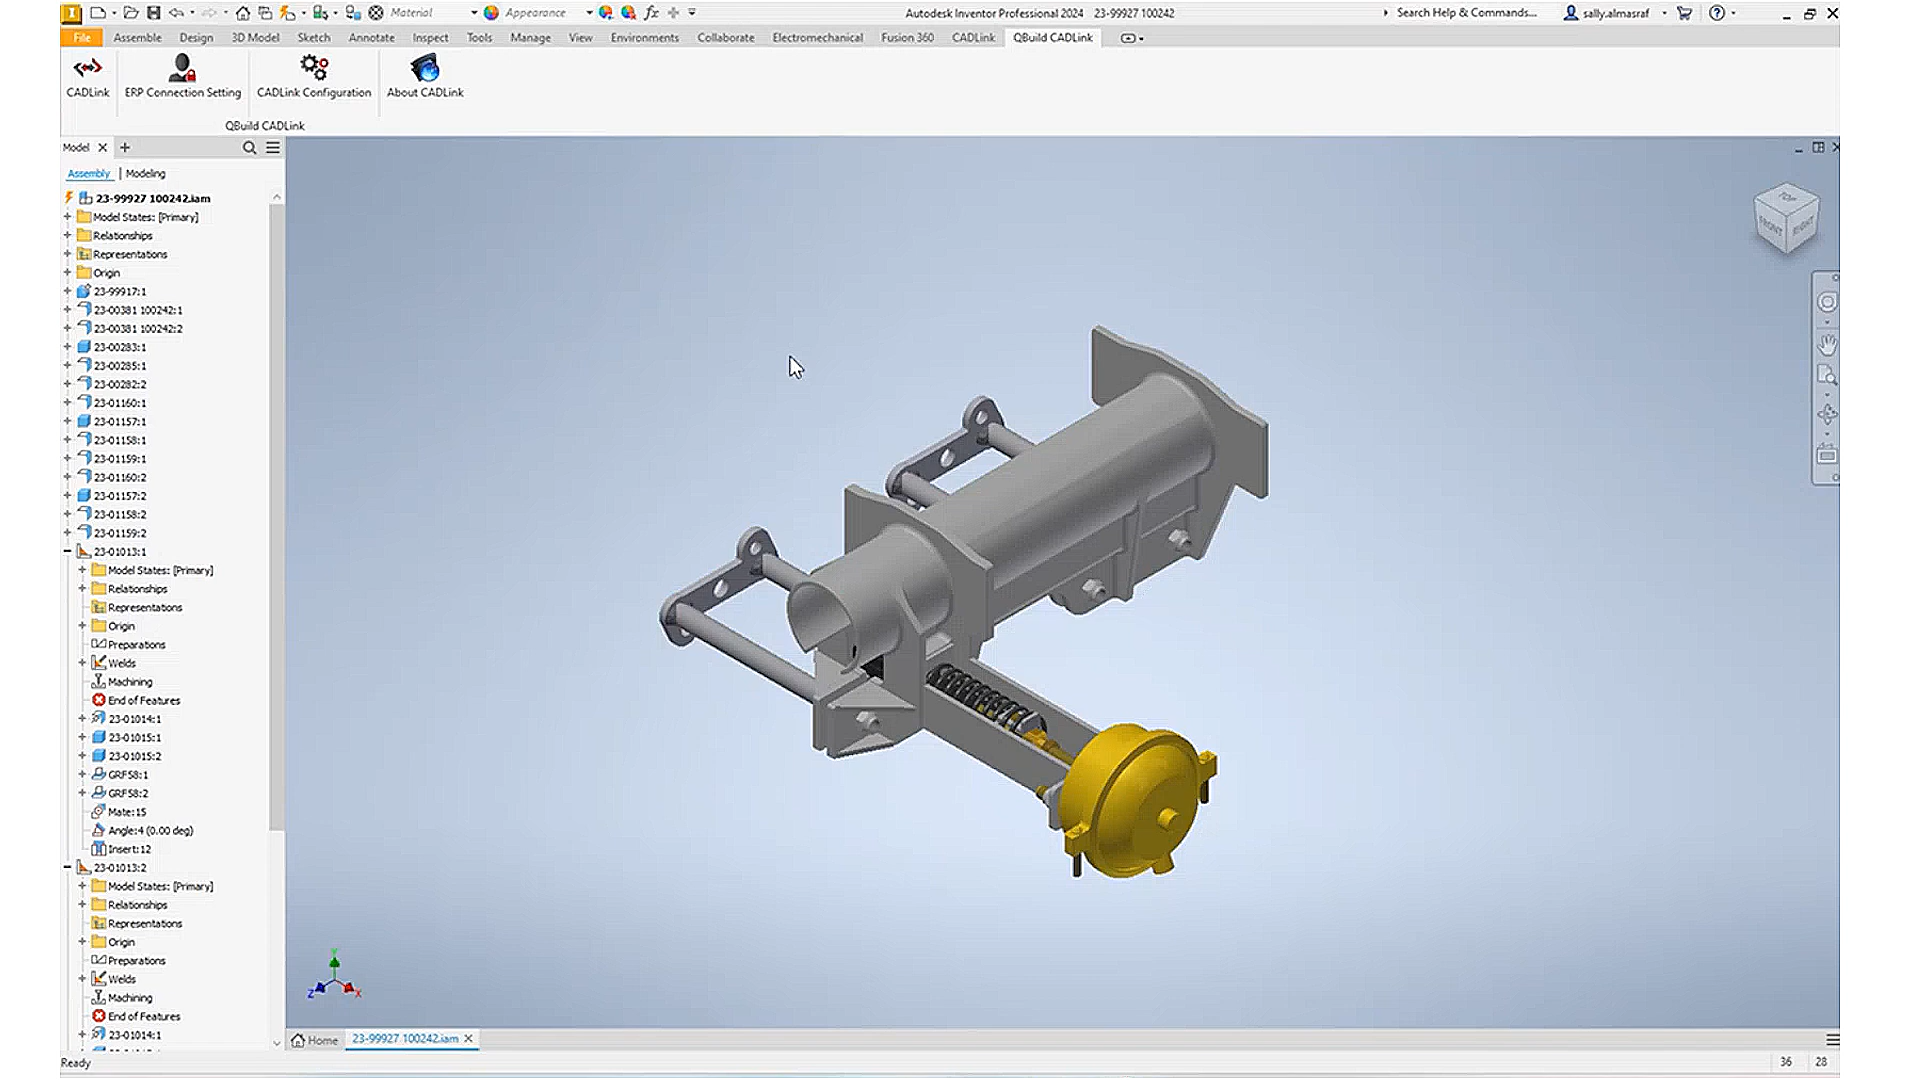 Material
Appearance
Autodesk Inventor Professional 2024 23-99927 100242
Search Help & Commands...
sally.almasraf
File Assemble Design 3D Model Sketch Annotate Inspect Tools Manage View Environments Collaborate Electromechanical Fusion 360 CADLink QBuild CADLink
CADLink ERP Connection Setting CADLink Configuration About CADLink
QBuild CADLink
Model
Assembly | Modeling
23-99927 100242.iam
Model States: [Primary]
Relationships
Representations
Origin
23-99917:1
23-00381 100242:1
23-00381 100242:2
23-00283:1
23-00285:1
23-00282:2
23-01160:1
23-01157:1
23-01158:1
23-01159:1
23-01160:2
23-01157:2
23-01158:2
23-01159:2
23-01013:1
Model States: [Primary]
Relationships
Representations
Origin
Preparations
Welds
Machining
End of Features
23-01014:1
23-01015:1
23-01015:2
GRF58:1
GRF58:2
Mate:15
Angle:4 (0.00 deg)
Insert:12
23-01013:2
Model States: [Primary]
Relationships
Representations
Origin
Preparations
Welds
Machining
End of Features
23-01014:1
FRONT RIGHT
Y
Z X
Home 23-99927 100242.iam
Ready
36 28